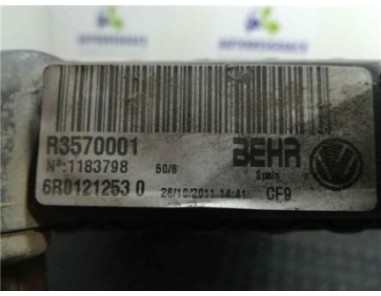 R3570001
BEHR
Nº:1183798
50/8
Spain
6R0121253 0
26/10/2011 14:41
CF9